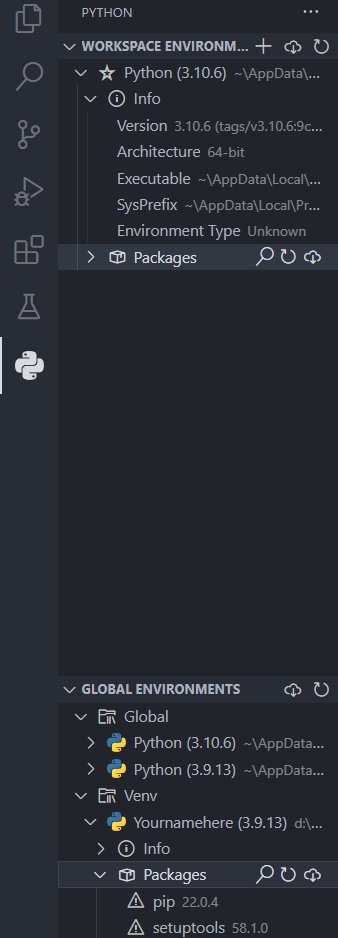 PYTHON ...
WORKSPACE ENVIRONM...
Python (3.10.6) ~\AppData\...
Info
Version 3.10.6 (tags/v3.10.6:9c...
Architecture 64-bit
Executable ~\AppData\Local\...
SysPrefix ~\AppData\Local\Pr...
Environment Type Unknown
Packages
GLOBAL ENVIRONMENTS
Global
Python (3.10.6) ~\AppData...
Python (3.9.13) ~\AppData...
Venv
Yournamehere (3.9.13) d:\...
Info
Packages
pip 22.0.4
setuptools 58.1.0